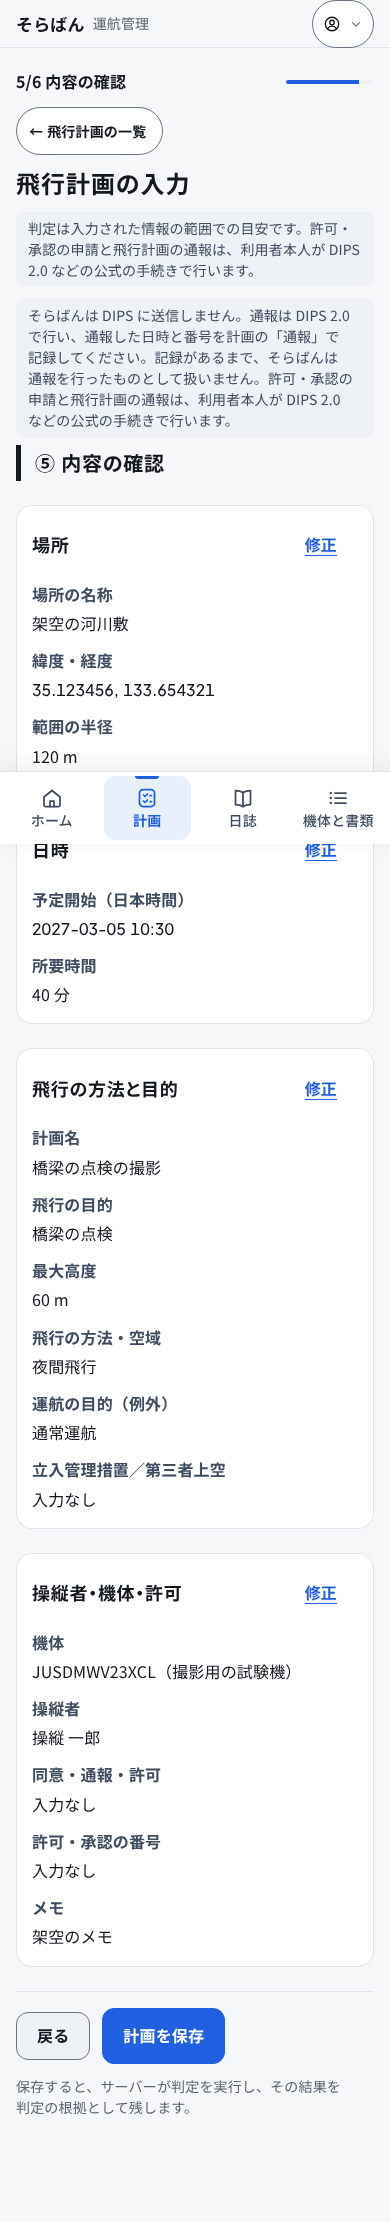 そらばん 運航管理
5/6 内容の確認
← 飛行計画の一覧
飛行計画の入力
判定は入力された情報の範囲での目安です。許可・
承認の申請と飛行計画の通報は、利用者本人が DIPS
2.0 などの公式の手続きで行います。
そらばんは DIPS に送信しません。通報は DIPS 2.0
で行い、通報した日時と番号を計画の「通報」で
記録してください。記録があるまで、そらばんは
通報を行ったものとして扱いません。許可・承認の
申請と飛行計画の通報は、利用者本人が DIPS 2.0
などの公式の手続きで行います。
⑤ 内容の確認
場所 修正
場所の名称
架空の河川敷
緯度・経度
35.123456, 133.654321
範囲の半径
120 m
ホーム 計画 日誌 機体と書類
日時 修正
予定開始（日本時間）
2027-03-05 10:30
所要時間
40 分
飛行の方法と目的 修正
計画名
橋梁の点検の撮影
飛行の目的
橋梁の点検
最大高度
60 m
飛行の方法・空域
夜間飛行
運航の目的（例外）
通常運航
立入管理措置／第三者上空
入力なし
操縦者・機体・許可 修正
機体
JUSDMWV23XCL（撮影用の試験機）
操縦者
操縦 一郎
同意・通報・許可
入力なし
許可・承認の番号
入力なし
メモ
架空のメモ
戻る 計画を保存
保存すると、サーバーが判定を実行し、その結果を
判定の根拠として残します。